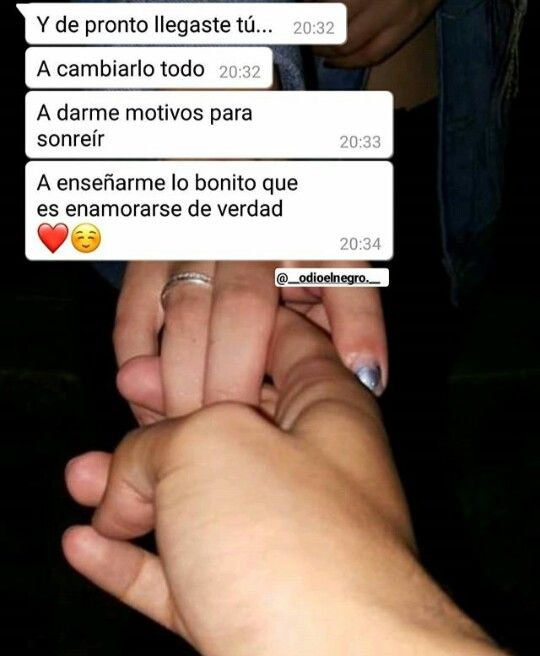 Y de pronto llegaste tú... 20:32
A cambiarlo todo 20:32
A darme motivos para
sonreír 20:33
A enseñarme lo bonito que
es enamorarse de verdad
❤️☺️ 20:34
@__odioelnegro.__